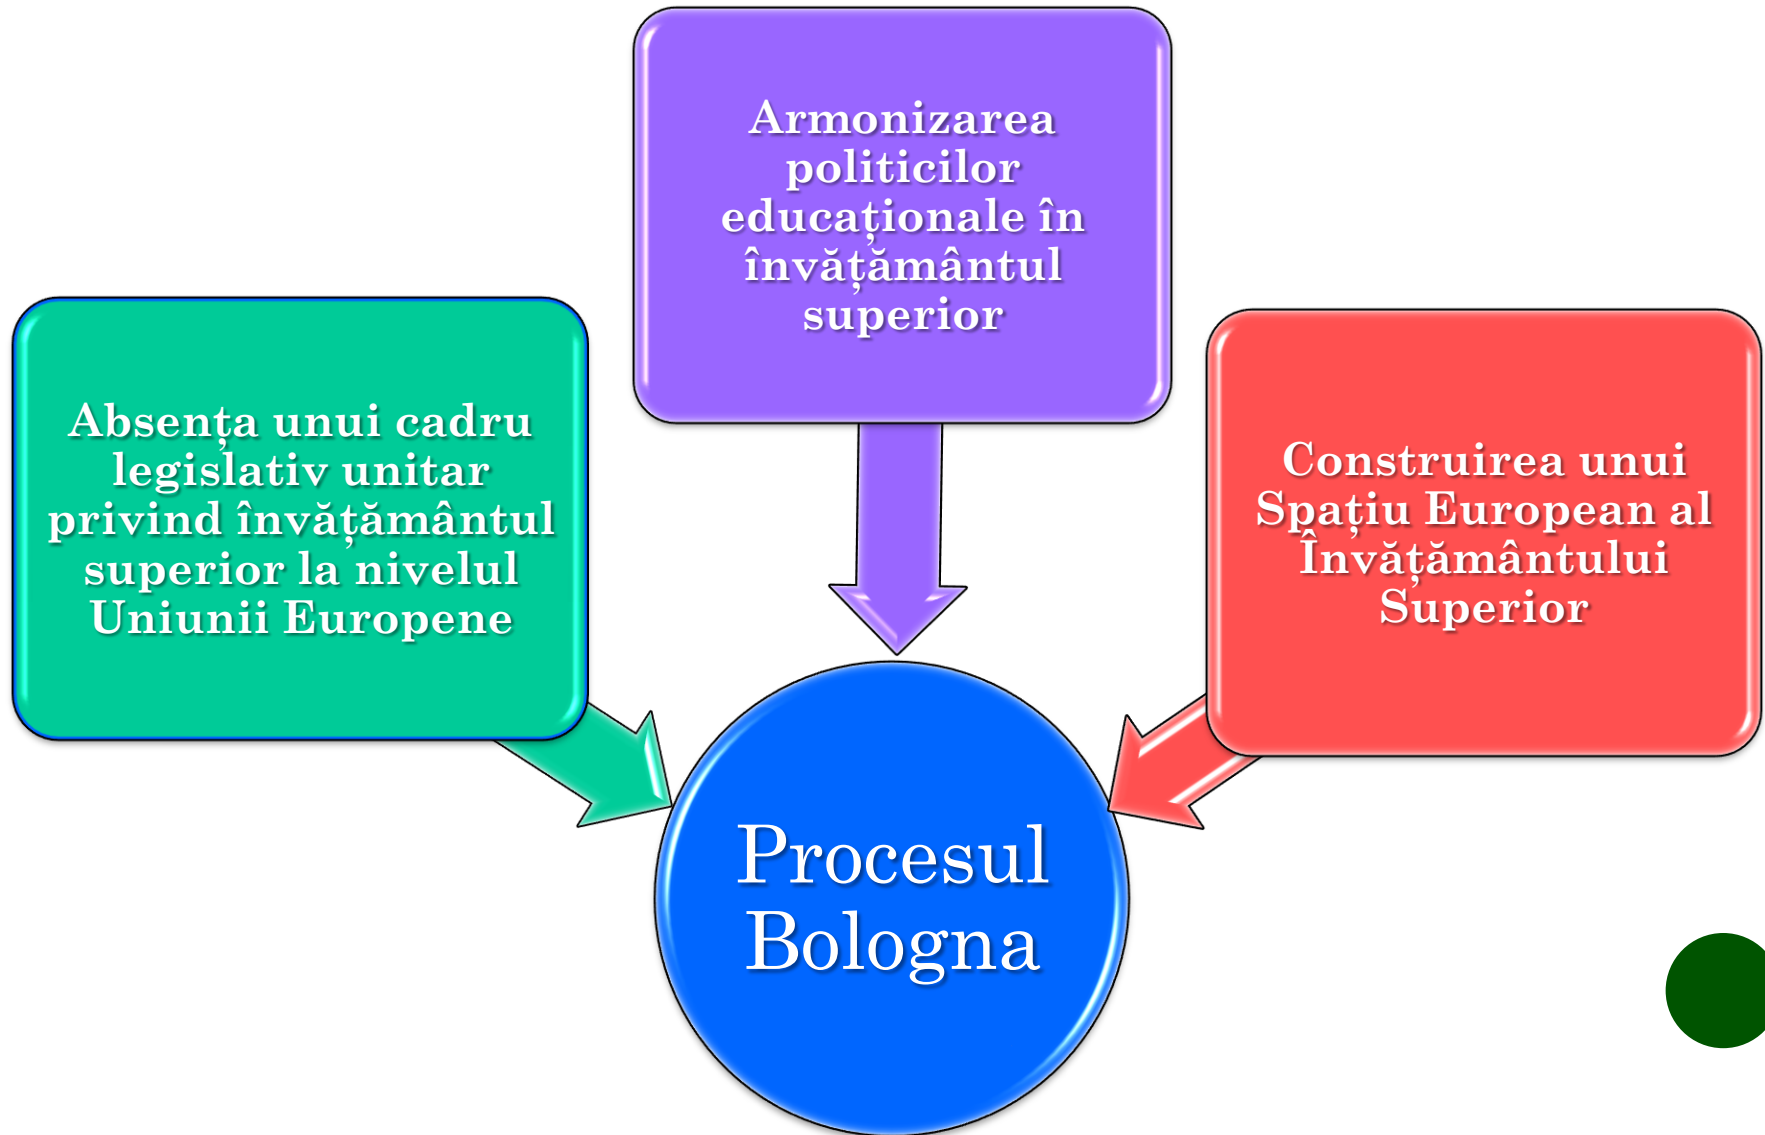 Armonizarea
politicilor
educaționale în
învățământul
superior
Absența unui cadru
legislativ unitar
privind învățământul
superior la nivelul
Uniunii Europene
Construirea unui
Spațiu European al
Învățământului
Superior
Procesul
Bologna